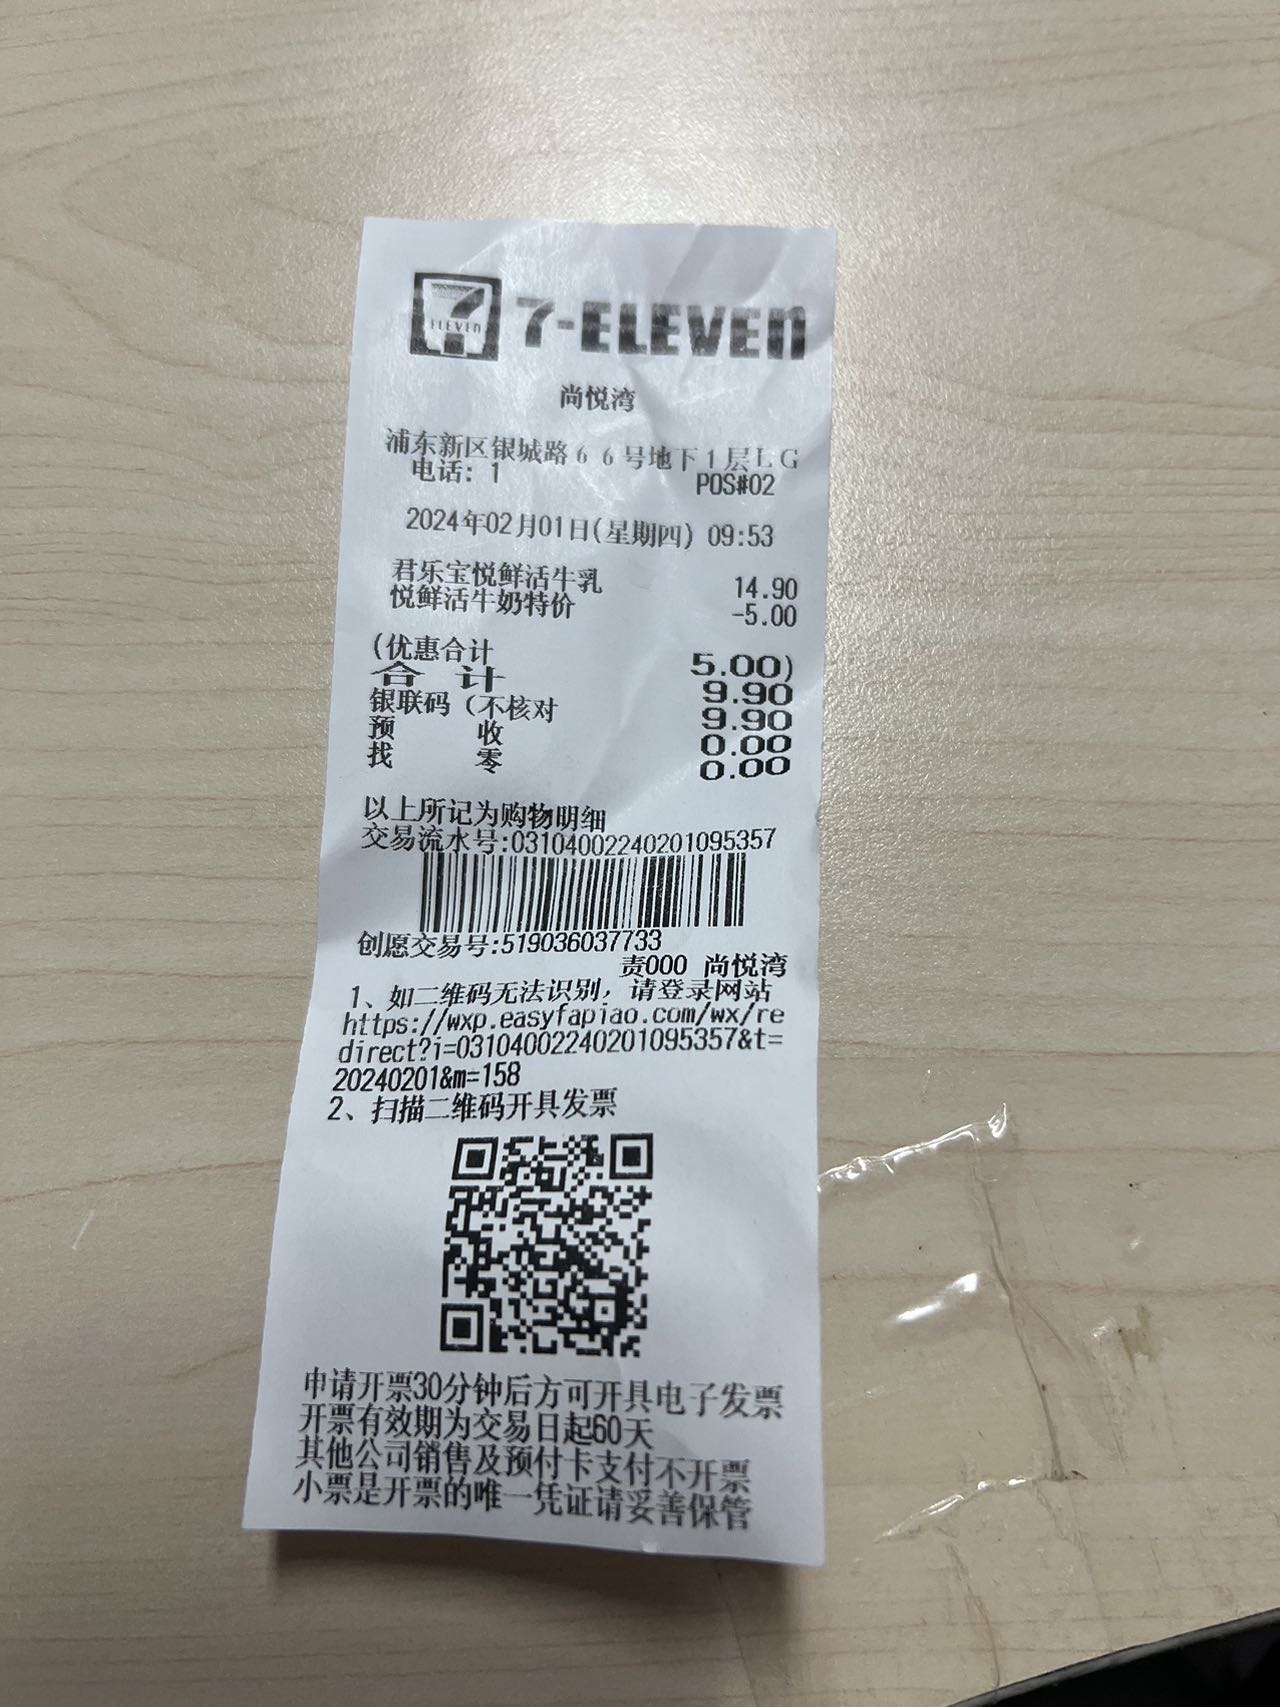 7 ELEVEN 7-ELEVEn
尚悦湾
浦东新区银城路66号地下1层LG
电话: 1 POS#02
2024年02月01日(星期四) 09:53
君乐宝悦鲜活牛乳 14.90
悦鲜活牛奶特价 -5.00
(优惠合计 5.00)
合 计 9.90
银联码 (不核对 9.90
预 收 0.00
找 零 0.00
以上所记为购物明细
交易流水号:03104002240201095357
创愿交易号:519036037733
责000 尚悦湾
1、如二维码无法识别, 请登录网站
https://wxp.easyfapiao.com/wx/re
direct?i=03104002240201095357&t=
20240201&m=158
2、扫描二维码开具发票
申请开票30分钟后方可开具电子发票
开票有效期为交易日起60天
其他公司销售及预付卡支付不开票
小票是开票的唯一凭证请妥善保管